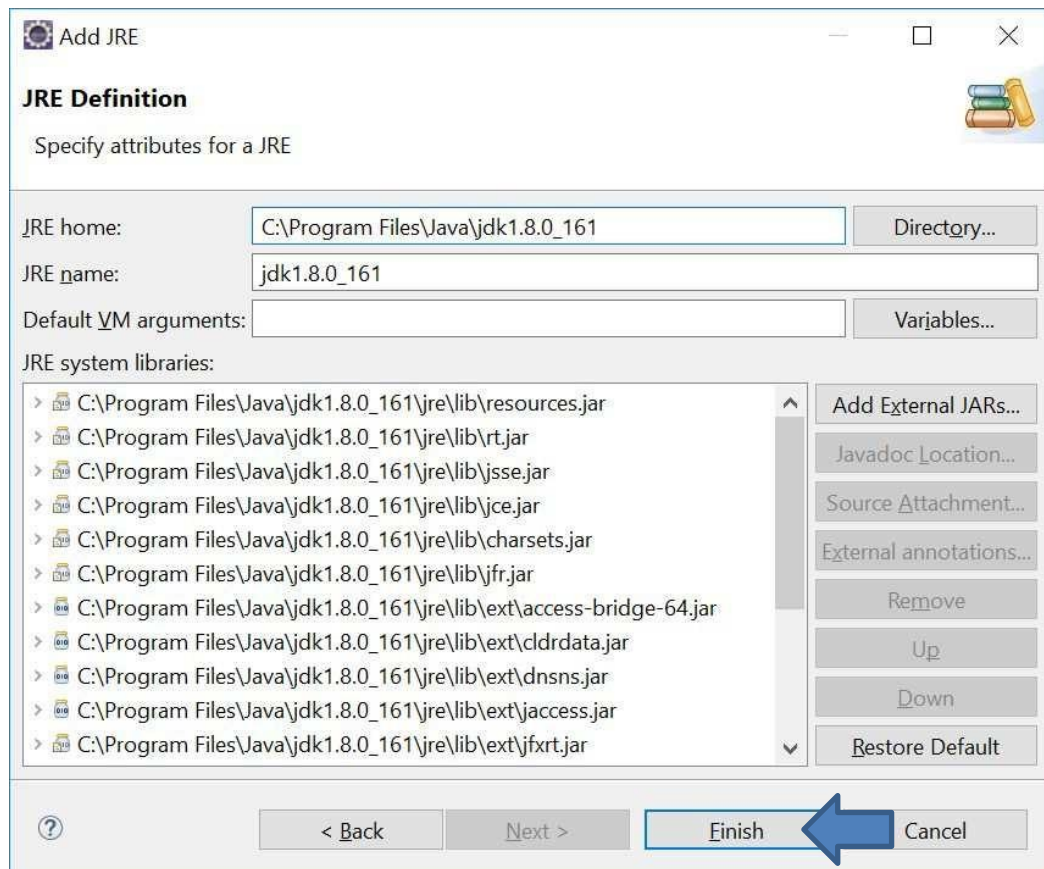 Add JRE
JRE Definition
Specify attributes for a JRE
JRE home: C:\Program Files\Java\jdk1.8.0_161 Directory...
JRE name: jdk1.8.0_161
Default VM arguments: Variables...
JRE system libraries:
C:\Program Files\Java\jdk1.8.0_161\jre\lib\resources.jar
C:\Program Files\Java\jdk1.8.0_161\jre\lib\rt.jar
C:\Program Files\Java\jdk1.8.0_161\jre\lib\jsse.jar
C:\Program Files\Java\jdk1.8.0_161\jre\lib\jce.jar
C:\Program Files\Java\jdk1.8.0_161\jre\lib\charsets.jar
C:\Program Files\Java\jdk1.8.0_161\jre\lib\jfr.jar
C:\Program Files\Java\jdk1.8.0_161\jre\lib\ext\access-bridge-64.jar
C:\Program Files\Java\jdk1.8.0_161\jre\lib\ext\cldrdata.jar
C:\Program Files\Java\jdk1.8.0_161\jre\lib\ext\dnsns.jar
C:\Program Files\Java\jdk1.8.0_161\jre\lib\ext\jaccess.jar
C:\Program Files\Java\jdk1.8.0_161\jre\lib\ext\jfxrt.jar
Add External JARs...
Javadoc Location...
Source Attachment...
External annotations...
Remove
Up
Down
Restore Default
? < Back Next > Finish Cancel